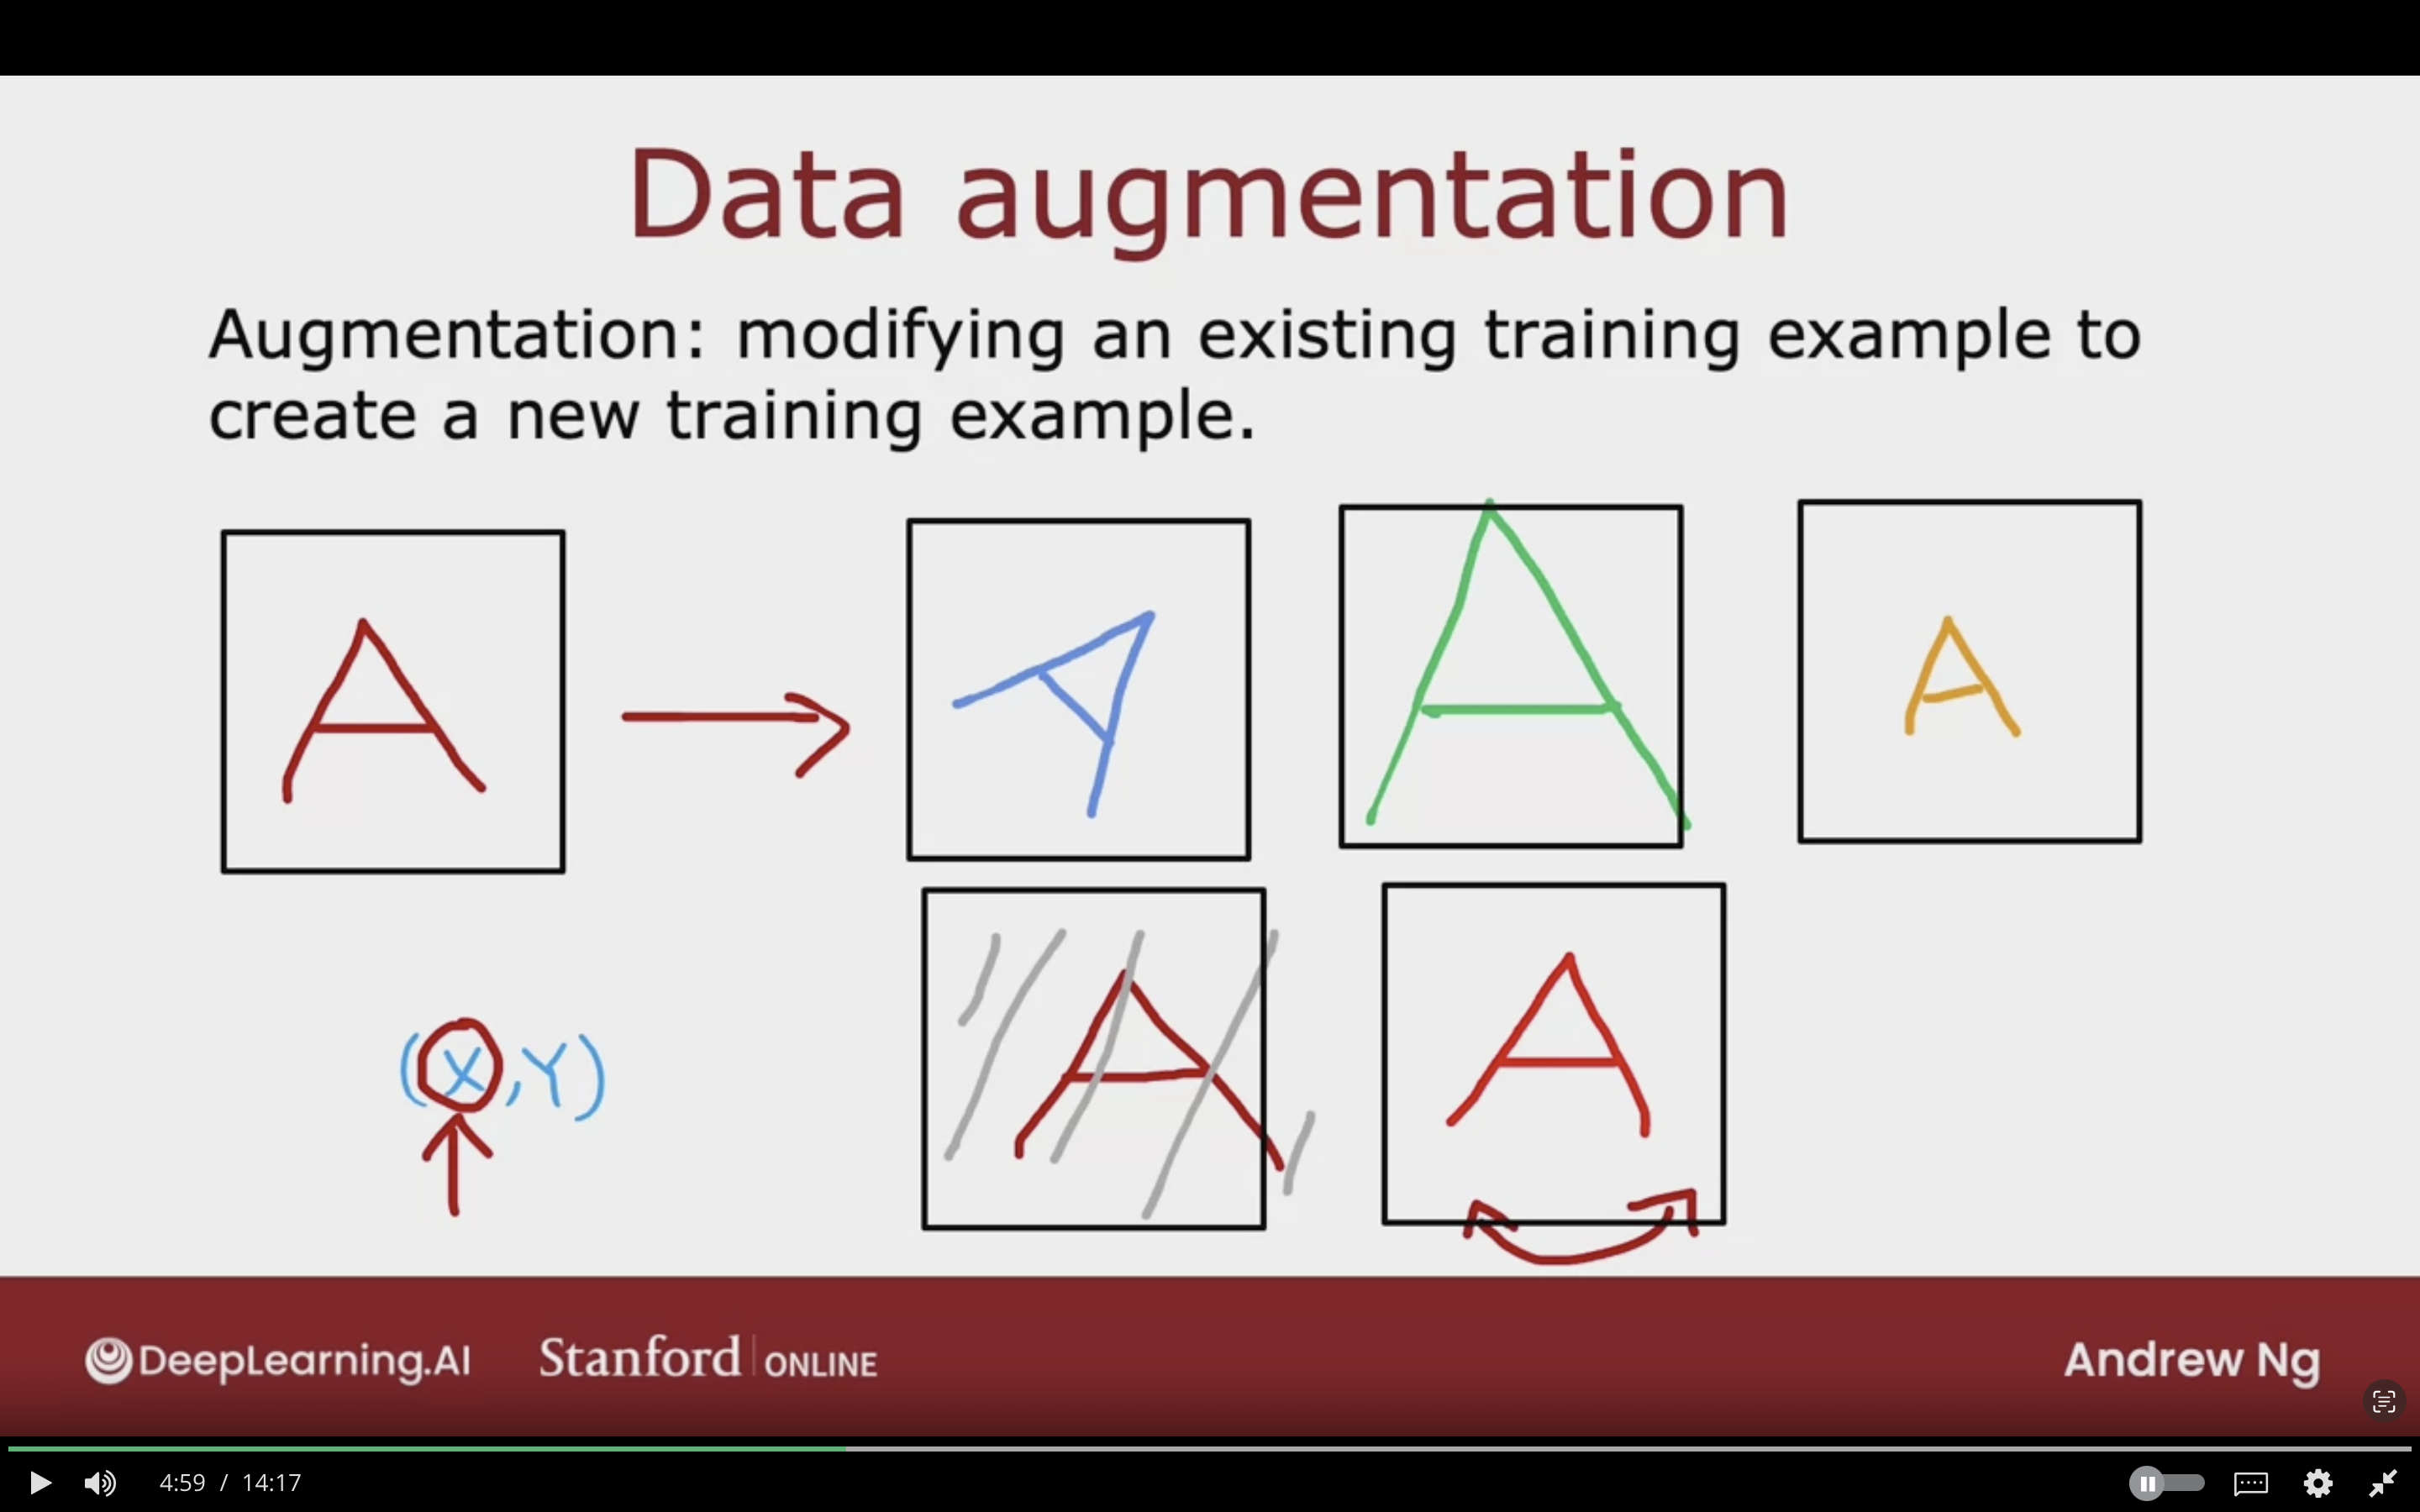 Data augmentation
Augmentation: modifying an existing training example to
create a new training example.
A
A
A
A
(X,Y)
A
A
DeepLearning.AI
Stanford | ONLINE
Andrew Ng
4:59 / 14:17